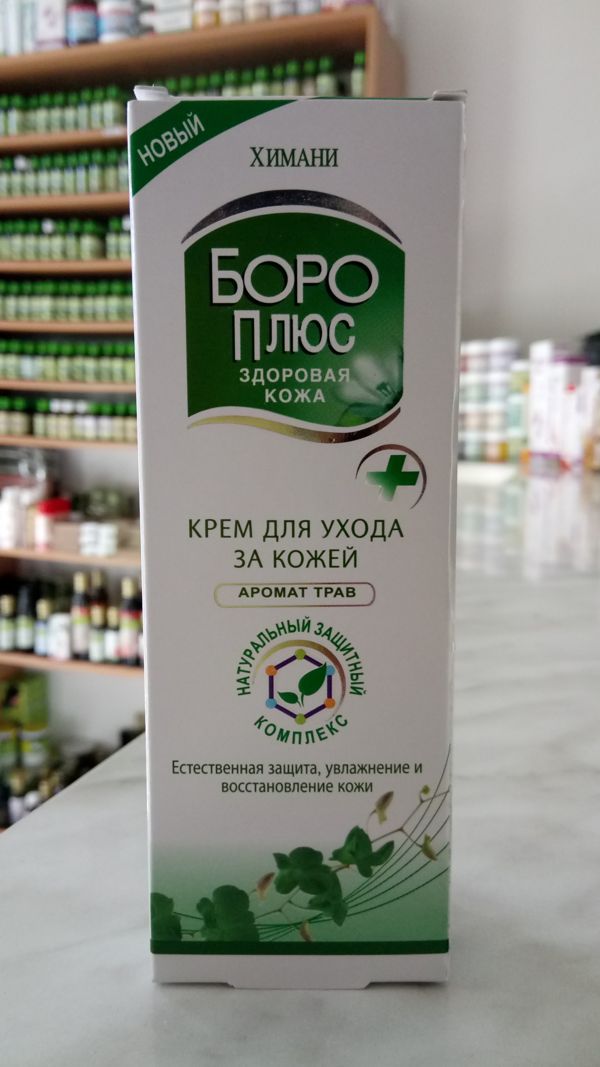 НОВЫЙ
ХИМАНИ
БОРО
ПЛЮС
ЗДОРОВАЯ
КОЖА
КРЕМ ДЛЯ УХОДА
ЗА КОЖЕЙ
АРОМАТ ТРАВ
НАТУРАЛЬНЫЙ ЗАЩИТНЫЙ
КОМПЛЕКС
Естественная защита, увлажнение и
восстановление кожи